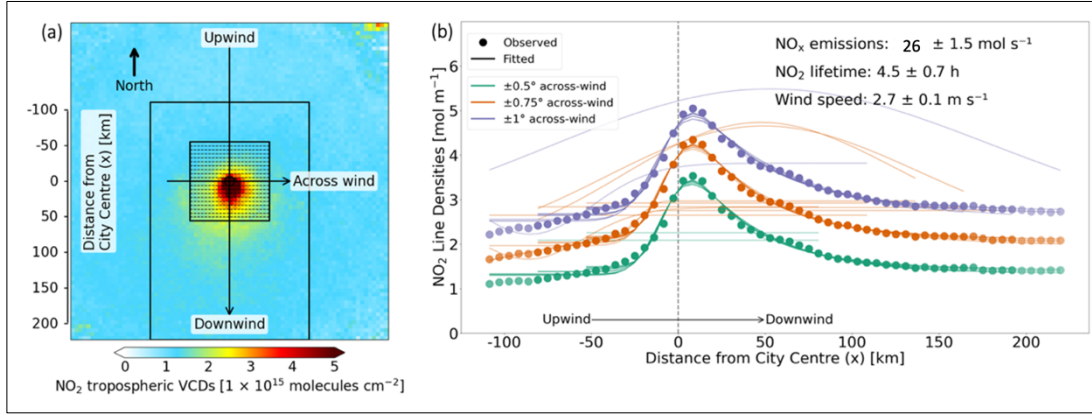 (a)
Upwind
North
-100
-50
0
50
100
150
200
Distance from
City Centre (x) [km]
Across wind
Downwind
0 1 2 3 4 5
NO₂ tropospheric VCDs [1 × 10¹⁵ molecules cm⁻²]
(b)
Observed
Fitted
±0.5° across-wind
±0.75° across-wind
±1° across-wind
NOₓ emissions: 26 ± 1.5 mol s⁻¹
NO₂ lifetime: 4.5 ± 0.7 h
Wind speed: 2.7 ± 0.1 m s⁻¹
NO₂ Line Densities [mol m⁻¹]
6
5
4
3
2
1
0
Upwind Downwind
-100 -50 0 50 100 150 200
Distance from City Centre (x) [km]